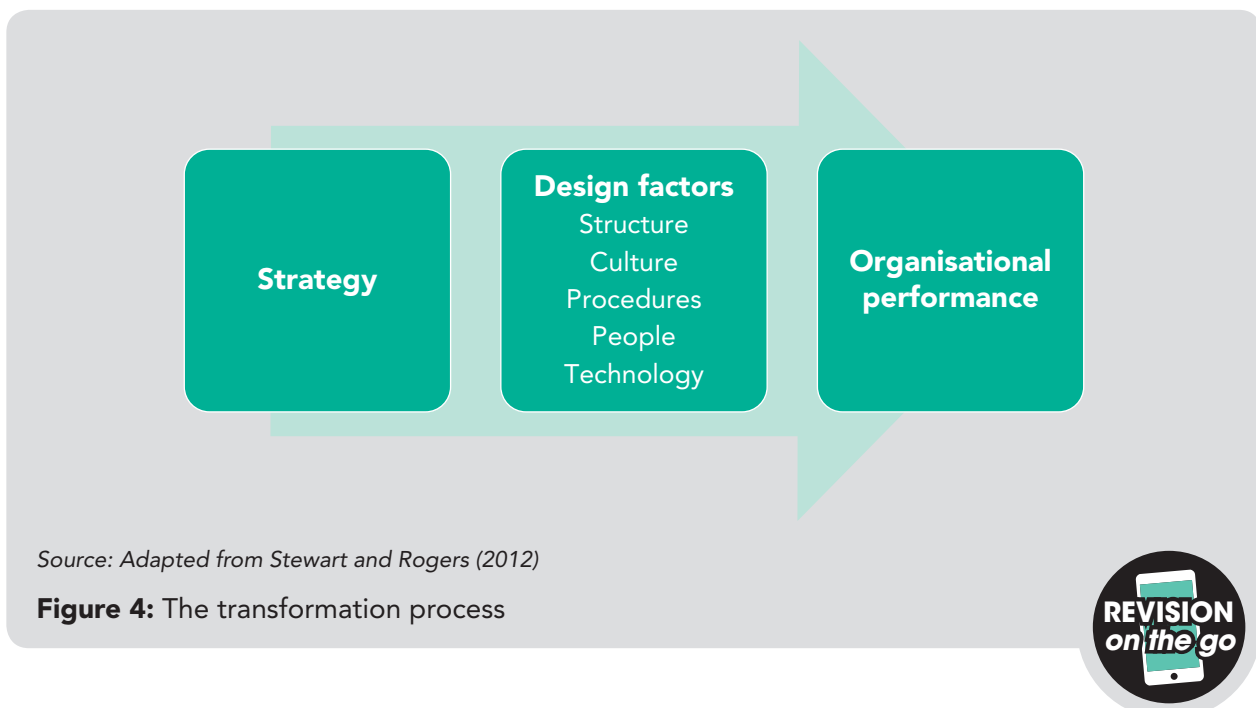 Strategy
Design factors
Structure
Culture
Procedures
People
Technology
Organisational
performance
Source: Adapted from Stewart and Rogers (2012)
Figure 4: The transformation process
REVISION
on the go